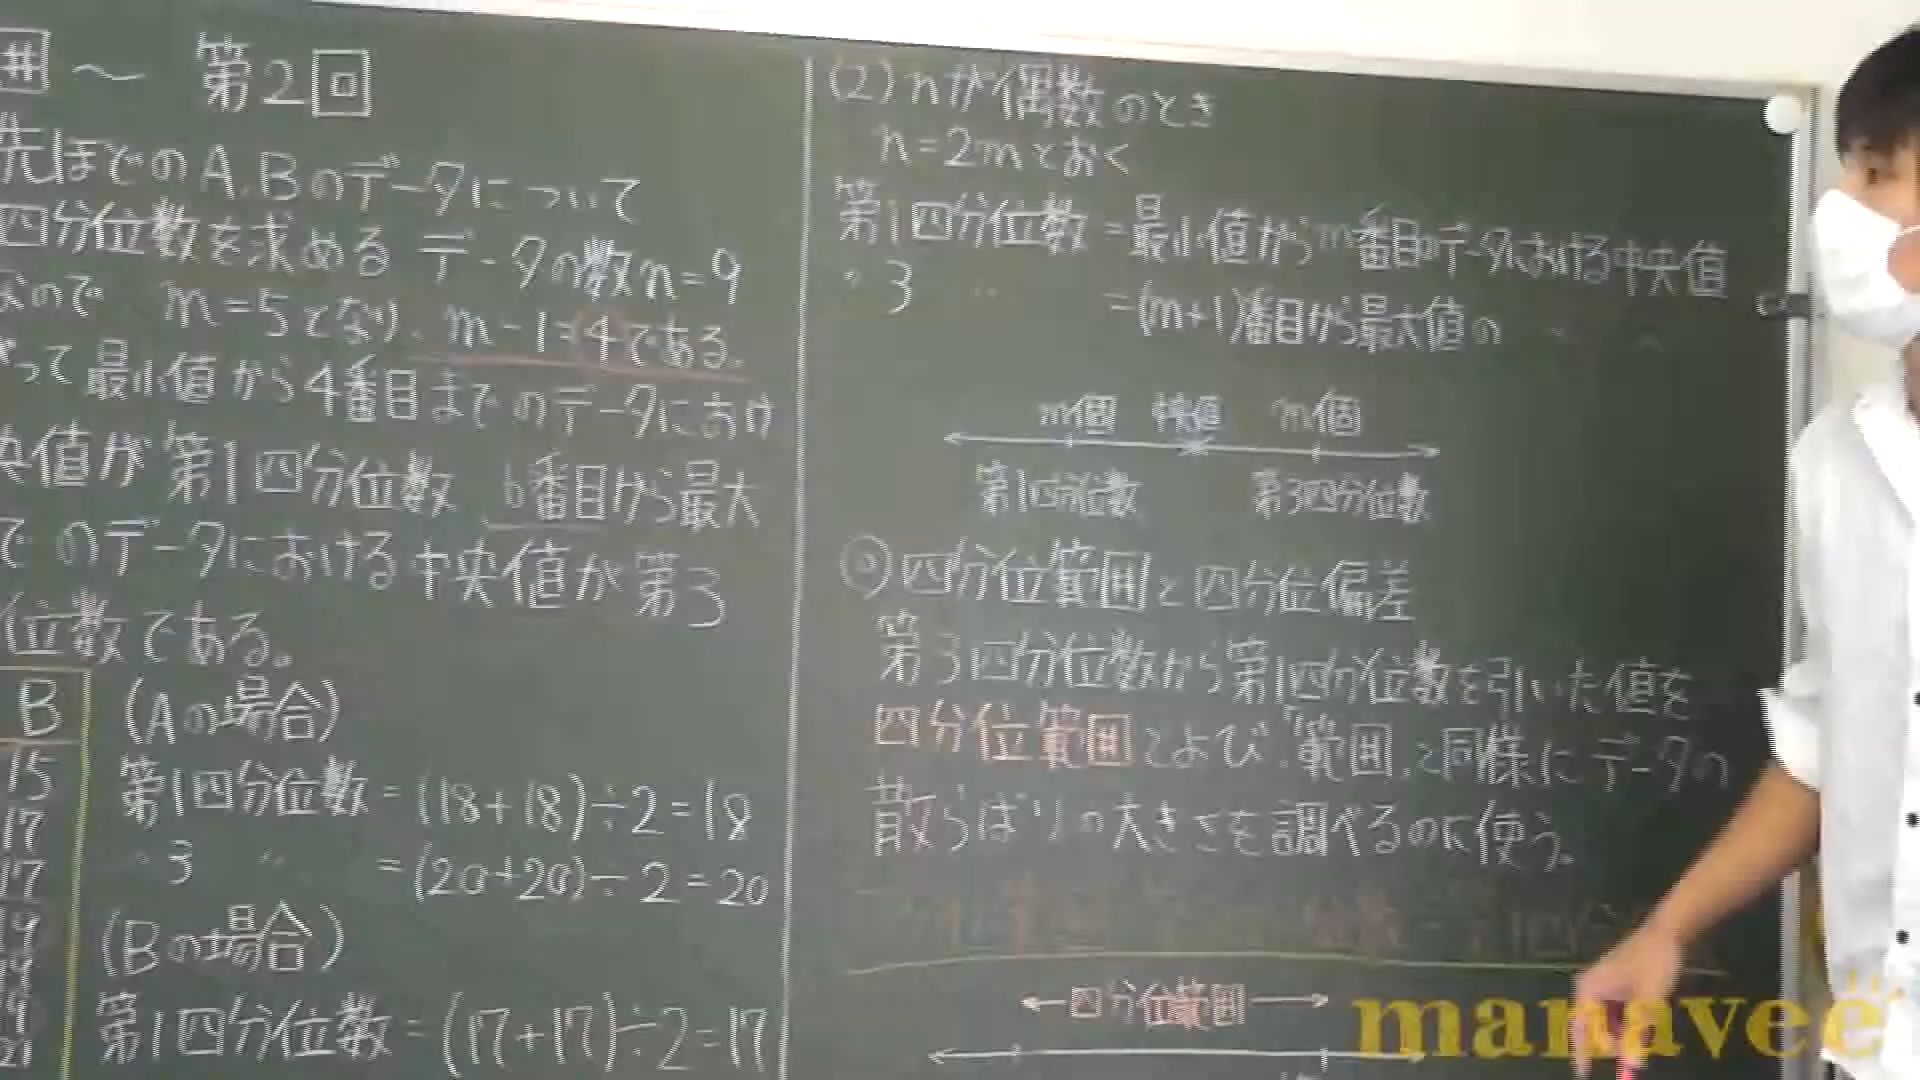 囲 ～ 第2回
先ほどのA,Bのデータについて
四分位数を求める データの数n=9
なので m=5となり、m-1=4である。
って最小値から4番目までのデータにおけ
央値が第1四分位数 6番目から最大
でのデータにおける中央値が第3
位数である。
B
15
17
17
19
19
21
(Aの場合)
第1四分位数=(18+18)÷2=18
〃3 〃 =(20+20)÷2=20
(Bの場合)
第1四分位数=(17+17)÷2=17
(2)nが偶数のとき
n=2mとおく
第1四分位数=最小値からm番目のデータにおける中央値
〃3 〃 =(m+1)番目から最大値の 〃 〃
m個 中央値 m個
第1四分位数 第3四分位数
◎四分位範囲と四分位偏差
第3四分位数から第1四分位数を引いた値を
四分位範囲とよび「範囲」と同様にデータの
散らばりの大きさを調べるのに使う。
四分位範囲
manavee